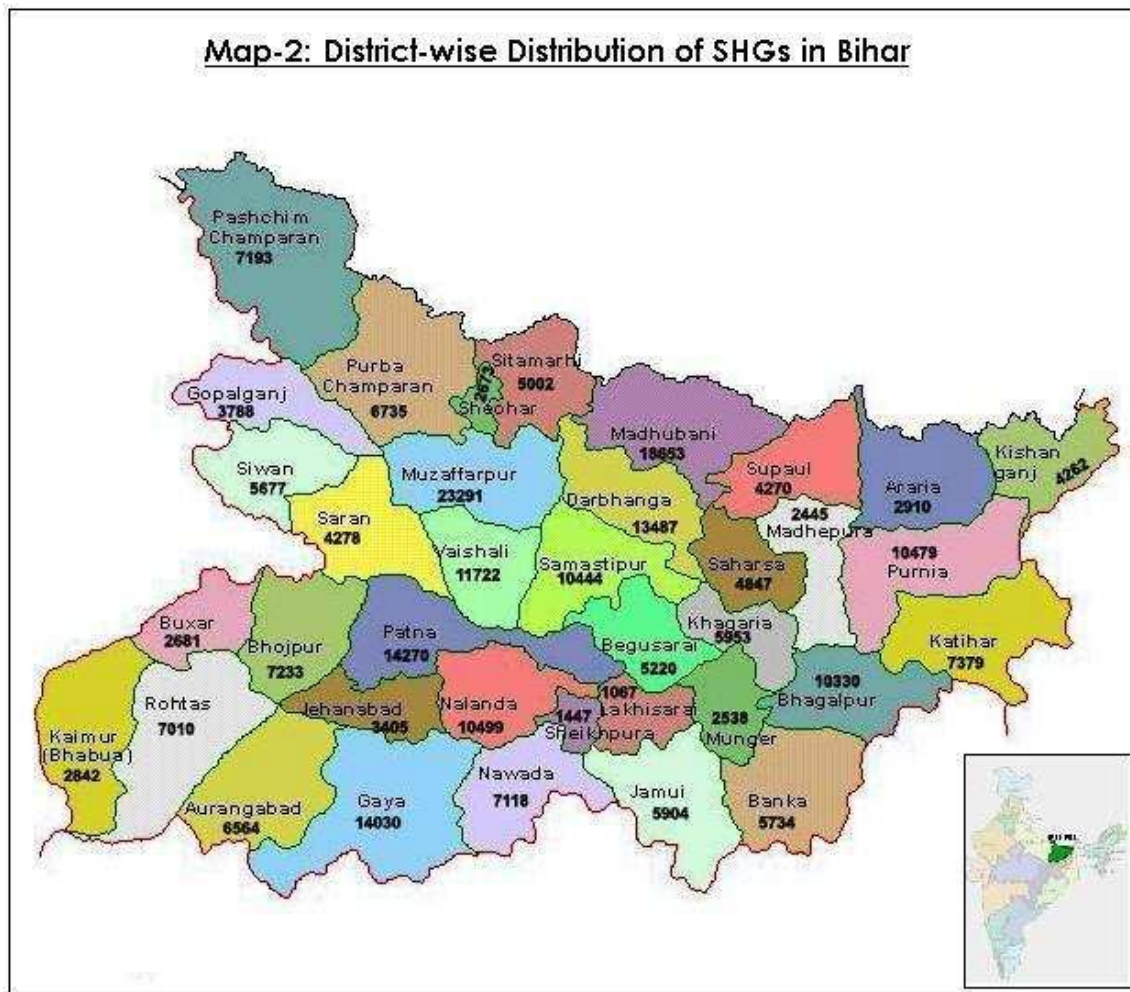 Map-2: District-wise Distribution of SHGs in Bihar
Pashchim
Champaran
7193
Purba
Champaran
6735
Sitamarhi
5002
2673
Sheohar
Gopalganj
3788
Siwan
5677
Muzaffarpur
23291
Madhubani
18653
Supaul
4270
Araria
2910
Kishan
ganj
4262
Darbhanga
13487
Saran
4278
Vaishali
11722
Samastipur
10444
Saharsa
4847
2445
Madhepura
10479
Purnia
Buxar
2681
Bhojpur
7233
Patna
14270
Begusarai
5220
Khagaria
5953
Katihar
7379
10330
Bhagalpur
Kaimur
(Bhabua)
2842
Rohtas
7010
Jehanabad
3405
Nalanda
10499
1447
Sheikhpura
1067
Lakhisarai
2538
Munger
Aurangabad
6564
Gaya
14030
Nawada
7118
Jamui
5904
Banka
5734